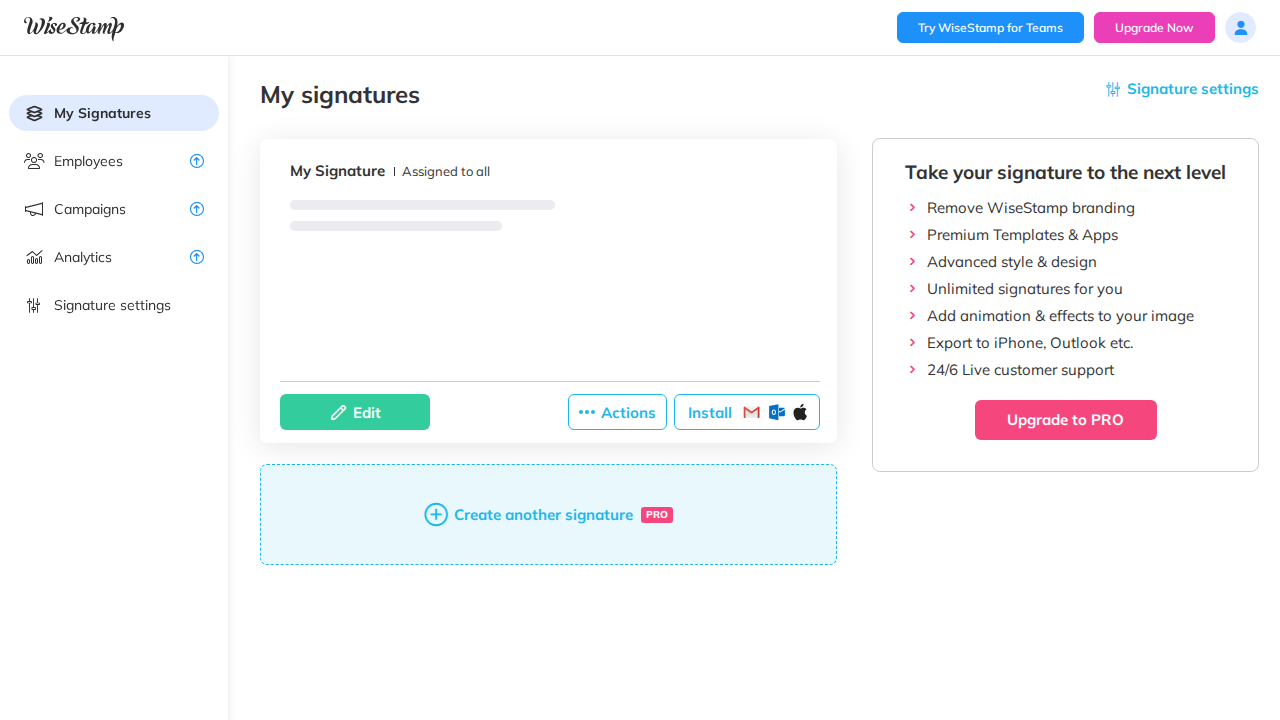 WiseStamp
Try WiseStamp for Teams
Upgrade Now
My Signatures
Employees
Campaigns
Analytics
Signature settings
My signatures
Signature settings
My Signature
Assigned to all
Edit
Actions
Install
Create another signature PRO
Take your signature to the next level
Remove WiseStamp branding
Premium Templates & Apps
Advanced style & design
Unlimited signatures for you
Add animation & effects to your image
Export to iPhone, Outlook etc.
24/6 Live customer support
Upgrade to PRO